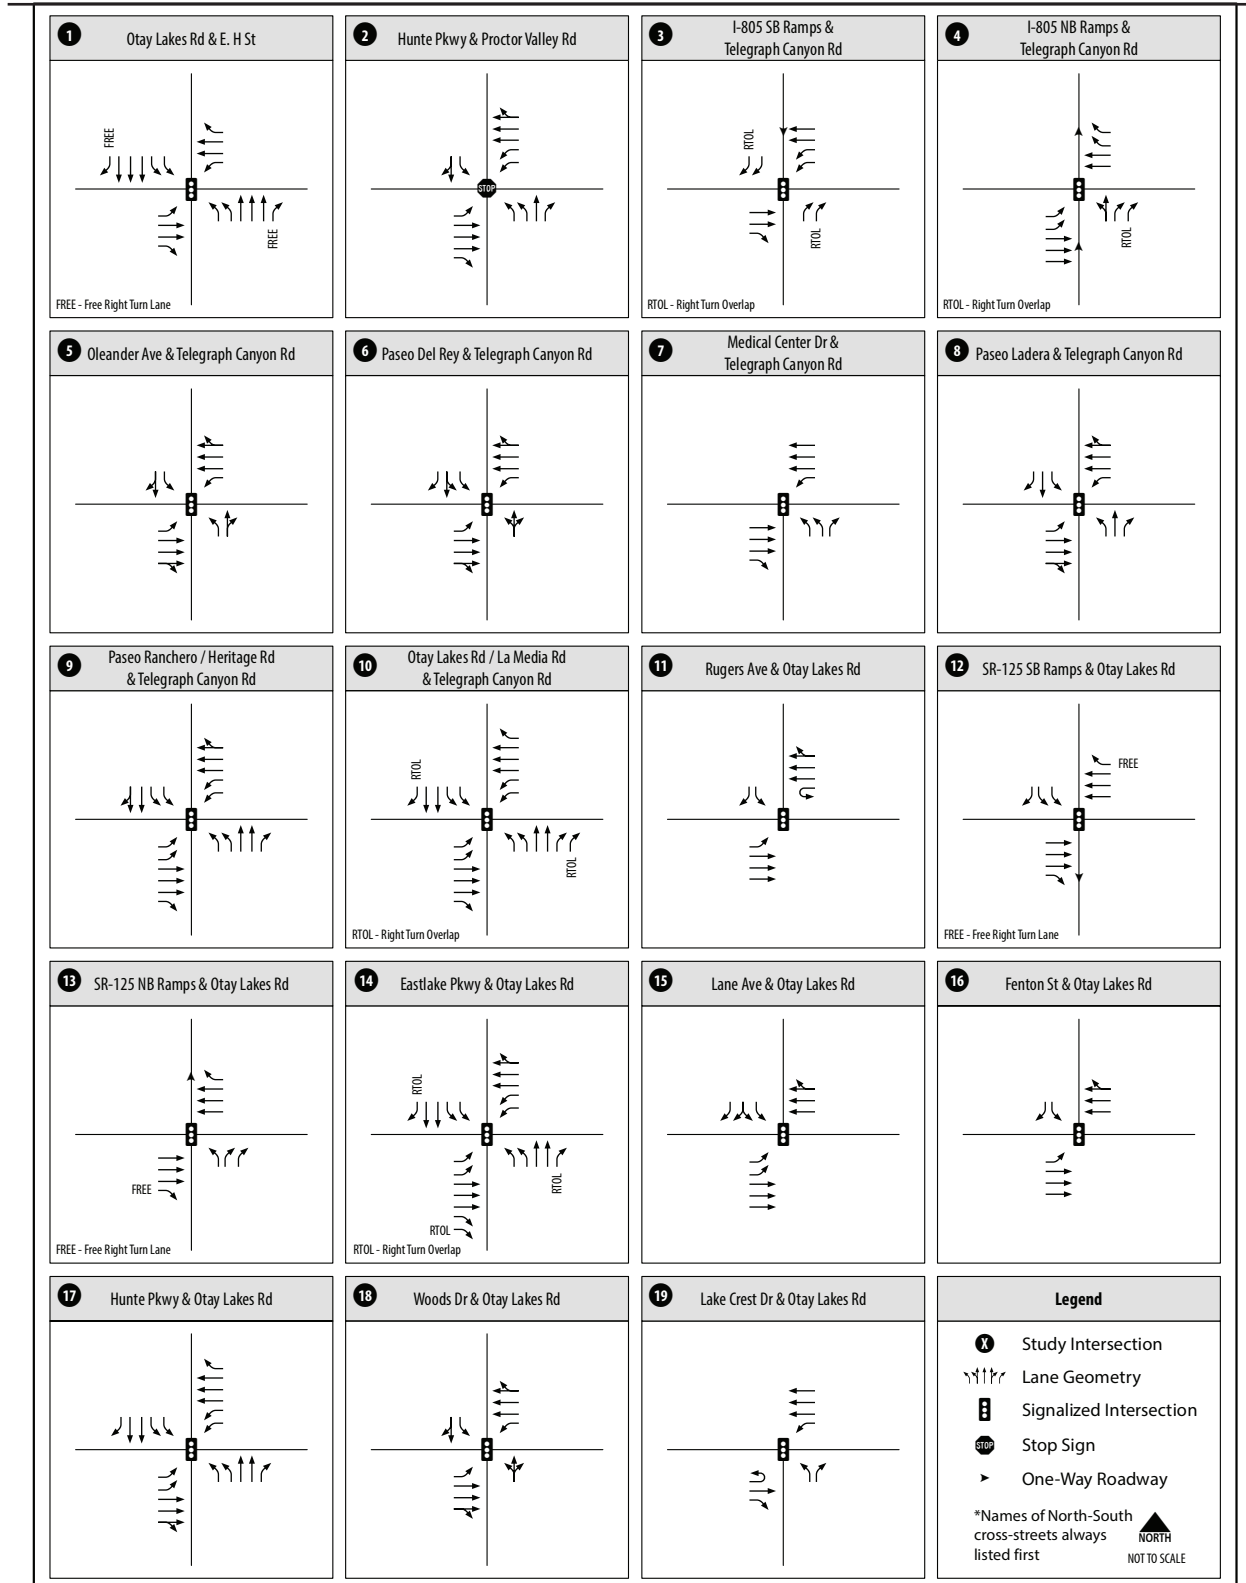 1
Otay Lakes Rd & E. H St
FREE
FREE
FREE - Free Right Turn Lane
2
Hunte Pkwy & Proctor Valley Rd
STOP
3
I-805 SB Ramps &
Telegraph Canyon Rd
RTOL
RTOL
RTOL - Right Turn Overlap
4
I-805 NB Ramps &
Telegraph Canyon Rd
RTOL
RTOL - Right Turn Overlap
5
Oleander Ave & Telegraph Canyon Rd
6
Paseo Del Rey & Telegraph Canyon Rd
7
Medical Center Dr &
Telegraph Canyon Rd
8
Paseo Ladera & Telegraph Canyon Rd
9
Paseo Ranchero / Heritage Rd
& Telegraph Canyon Rd
10
Otay Lakes Rd / La Media Rd
& Telegraph Canyon Rd
RTOL
RTOL
RTOL - Right Turn Overlap
11
Rugers Ave & Otay Lakes Rd
12
SR-125 SB Ramps & Otay Lakes Rd
FREE
FREE - Free Right Turn Lane
13
SR-125 NB Ramps & Otay Lakes Rd
FREE
FREE - Free Right Turn Lane
14
Eastlake Pkwy & Otay Lakes Rd
RTOL
RTOL
RTOL
RTOL - Right Turn Overlap
15
Lane Ave & Otay Lakes Rd
16
Fenton St & Otay Lakes Rd
17
Hunte Pkwy & Otay Lakes Rd
18
Woods Dr & Otay Lakes Rd
19
Lake Crest Dr & Otay Lakes Rd
Legend
X Study Intersection
Lane Geometry
Signalized Intersection
STOP Stop Sign
One-Way Roadway
*Names of North-South
cross-streets always
listed first
NORTH
NOT TO SCALE